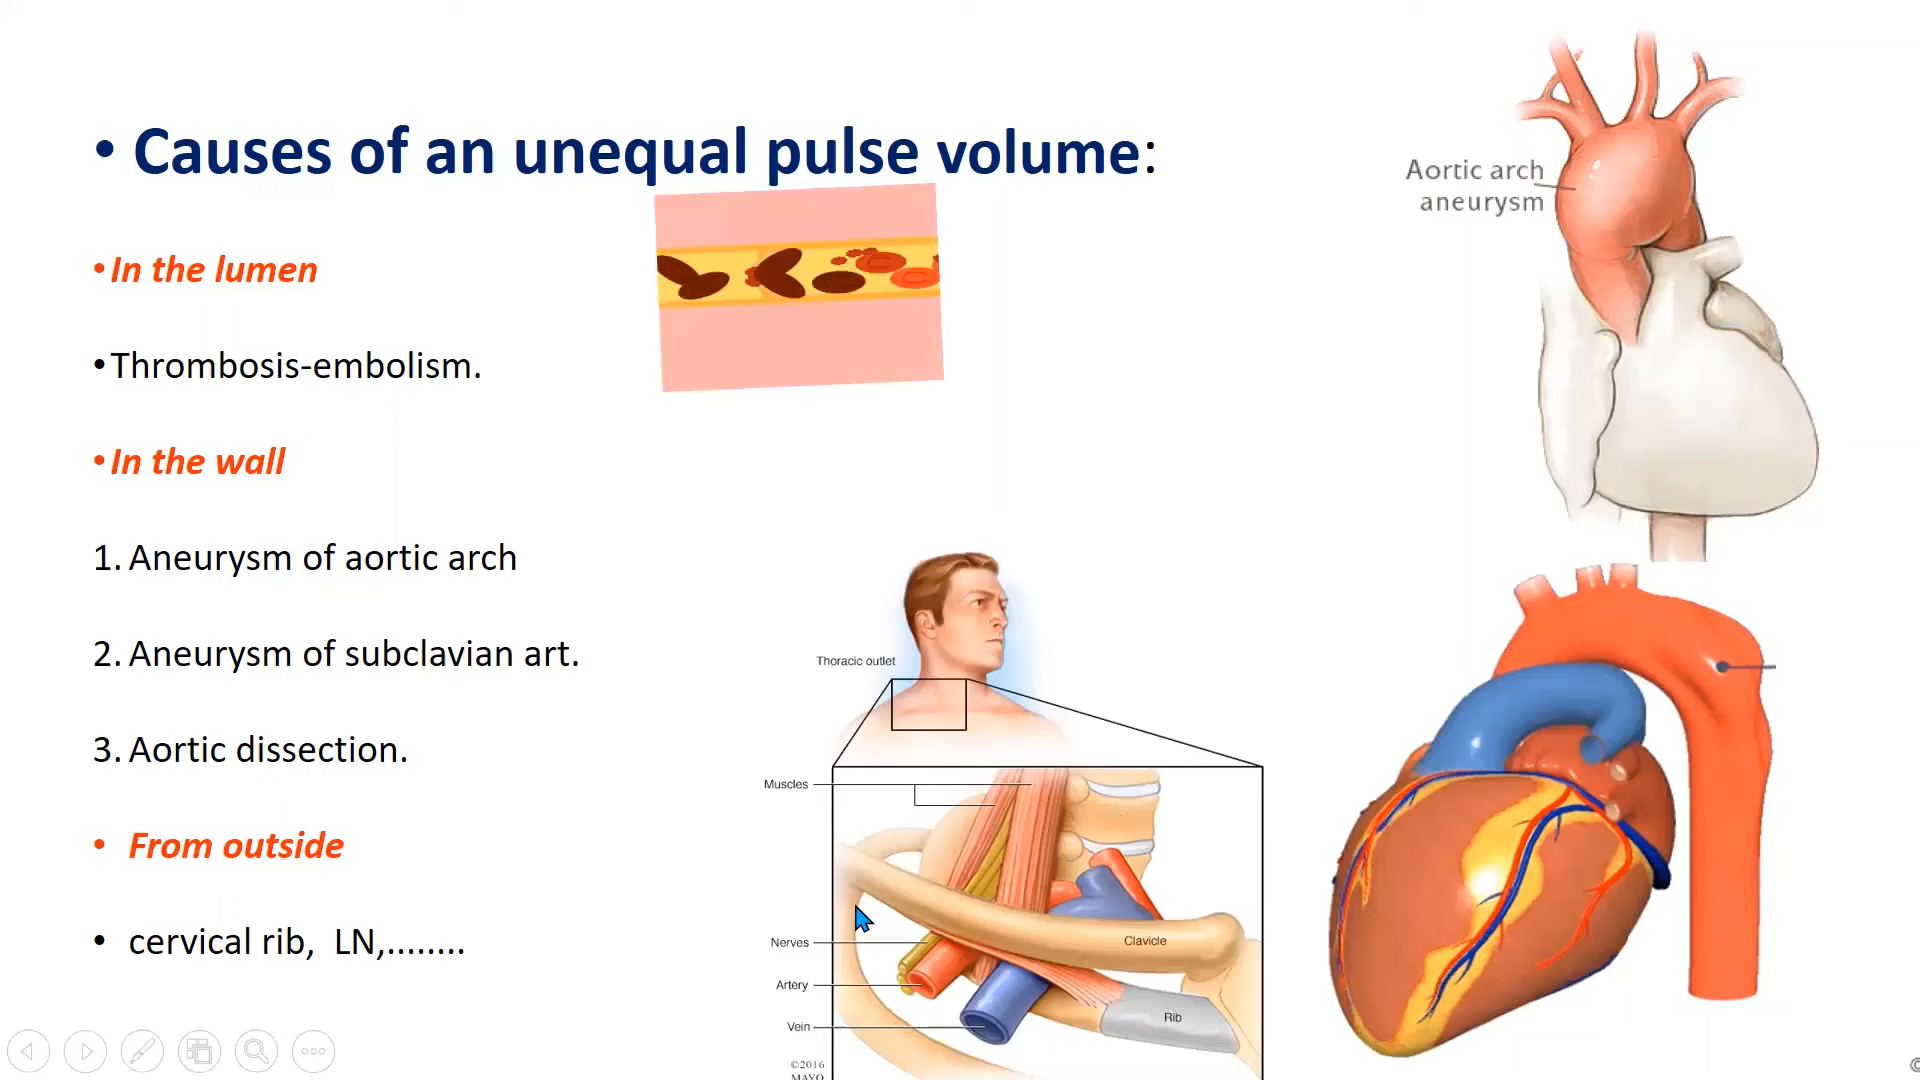 • Causes of an unequal pulse volume:
• In the lumen
• Thrombosis-embolism.
• In the wall
1. Aneurysm of aortic arch
2. Aneurysm of subclavian art.
3. Aortic dissection.
• From outside
• cervical rib, LN,........
Aortic arch
aneurysm
Thoracic outlet
Muscles
Nerves
Artery
Vein
Clavicle
Rib
©2016
MAYO
©